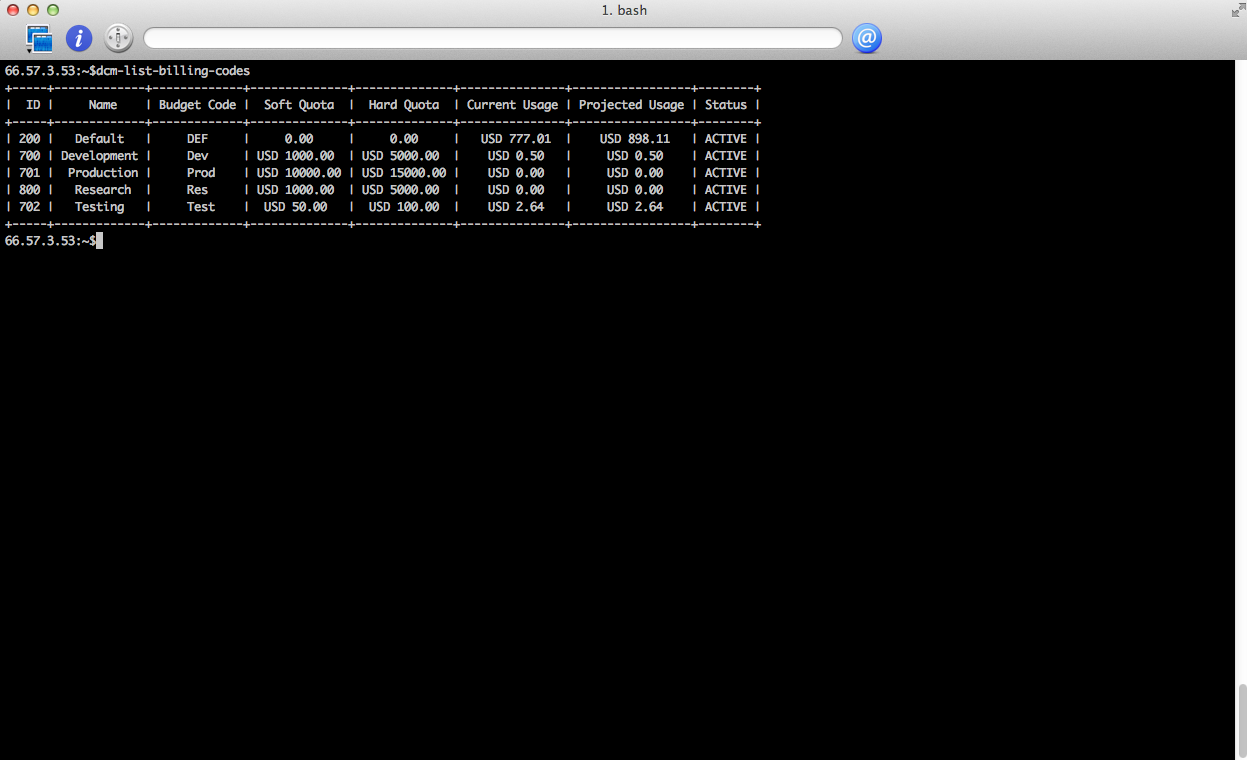 1. bash
66.57.3.53:~$dcm-list-billing-codes
+-----+-------------+-------------+--------------+--------------+---------------+-----------------+--------+
|  ID |     Name    | Budget Code |  Soft Quota  |  Hard Quota  | Current Usage | Projected Usage | Status |
+-----+-------------+-------------+--------------+--------------+---------------+-----------------+--------+
| 200 |   Default   |     DEF     |     0.00     |     0.00     |   USD 777.01  |    USD 898.11   | ACTIVE |
| 700 | Development |     Dev     | USD 1000.00  | USD 5000.00  |    USD 0.50   |     USD 0.50    | ACTIVE |
| 701 |  Production |     Prod    | USD 10000.00 | USD 15000.00 |    USD 0.00   |     USD 0.00    | ACTIVE |
| 800 |   Research  |     Res     | USD 1000.00  | USD 5000.00  |    USD 0.00   |     USD 0.00    | ACTIVE |
| 702 |   Testing   |     Test    |  USD 50.00   |  USD 100.00  |    USD 2.64   |     USD 2.64    | ACTIVE |
+-----+-------------+-------------+--------------+--------------+---------------+-----------------+--------+
66.57.3.53:~$